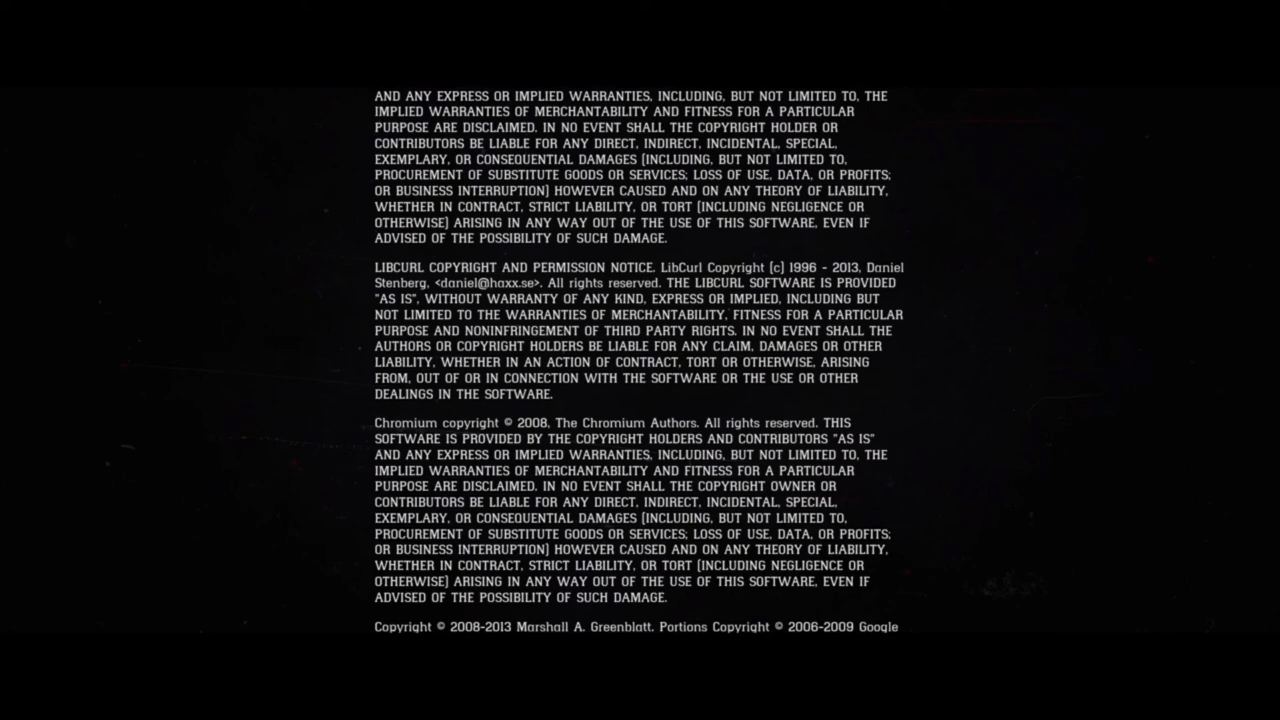 AND ANY EXPRESS OR IMPLIED WARRANTIES, INCLUDING, BUT NOT LIMITED TO, THE
IMPLIED WARRANTIES OF MERCHANTABILITY AND FITNESS FOR A PARTICULAR
PURPOSE ARE DISCLAIMED. IN NO EVENT SHALL THE COPYRIGHT HOLDER OR
CONTRIBUTORS BE LIABLE FOR ANY DIRECT, INDIRECT, INCIDENTAL, SPECIAL,
EXEMPLARY, OR CONSEQUENTIAL DAMAGES (INCLUDING, BUT NOT LIMITED TO,
PROCUREMENT OF SUBSTITUTE GOODS OR SERVICES; LOSS OF USE, DATA, OR PROFITS;
OR BUSINESS INTERRUPTION) HOWEVER CAUSED AND ON ANY THEORY OF LIABILITY,
WHETHER IN CONTRACT, STRICT LIABILITY, OR TORT (INCLUDING NEGLIGENCE OR
OTHERWISE) ARISING IN ANY WAY OUT OF THE USE OF THIS SOFTWARE, EVEN IF
ADVISED OF THE POSSIBILITY OF SUCH DAMAGE.
LIBCURL COPYRIGHT AND PERMISSION NOTICE. LibCurl Copyright (c) 1996 - 2013, Daniel
Stenberg, <daniel@haxx.se>. All rights reserved. THE LIBCURL SOFTWARE IS PROVIDED
"AS IS", WITHOUT WARRANTY OF ANY KIND, EXPRESS OR IMPLIED, INCLUDING BUT
NOT LIMITED TO THE WARRANTIES OF MERCHANTABILITY, FITNESS FOR A PARTICULAR
PURPOSE AND NONINFRINGEMENT OF THIRD PARTY RIGHTS. IN NO EVENT SHALL THE
AUTHORS OR COPYRIGHT HOLDERS BE LIABLE FOR ANY CLAIM, DAMAGES OR OTHER
LIABILITY, WHETHER IN AN ACTION OF CONTRACT, TORT OR OTHERWISE, ARISING
FROM, OUT OF OR IN CONNECTION WITH THE SOFTWARE OR THE USE OR OTHER
DEALINGS IN THE SOFTWARE.
Chromium copyright © 2008, The Chromium Authors. All rights reserved. THIS
SOFTWARE IS PROVIDED BY THE COPYRIGHT HOLDERS AND CONTRIBUTORS "AS IS"
AND ANY EXPRESS OR IMPLIED WARRANTIES, INCLUDING, BUT NOT LIMITED TO, THE
IMPLIED WARRANTIES OF MERCHANTABILITY AND FITNESS FOR A PARTICULAR
PURPOSE ARE DISCLAIMED. IN NO EVENT SHALL THE COPYRIGHT OWNER OR
CONTRIBUTORS BE LIABLE FOR ANY DIRECT, INDIRECT, INCIDENTAL, SPECIAL,
EXEMPLARY, OR CONSEQUENTIAL DAMAGES (INCLUDING, BUT NOT LIMITED TO,
PROCUREMENT OF SUBSTITUTE GOODS OR SERVICES; LOSS OF USE, DATA, OR PROFITS;
OR BUSINESS INTERRUPTION) HOWEVER CAUSED AND ON ANY THEORY OF LIABILITY,
WHETHER IN CONTRACT, STRICT LIABILITY, OR TORT (INCLUDING NEGLIGENCE OR
OTHERWISE) ARISING IN ANY WAY OUT OF THE USE OF THIS SOFTWARE, EVEN IF
ADVISED OF THE POSSIBILITY OF SUCH DAMAGE.
Copyright © 2008-2013 Marshall A. Greenblatt. Portions Copyright © 2006-2009 Google